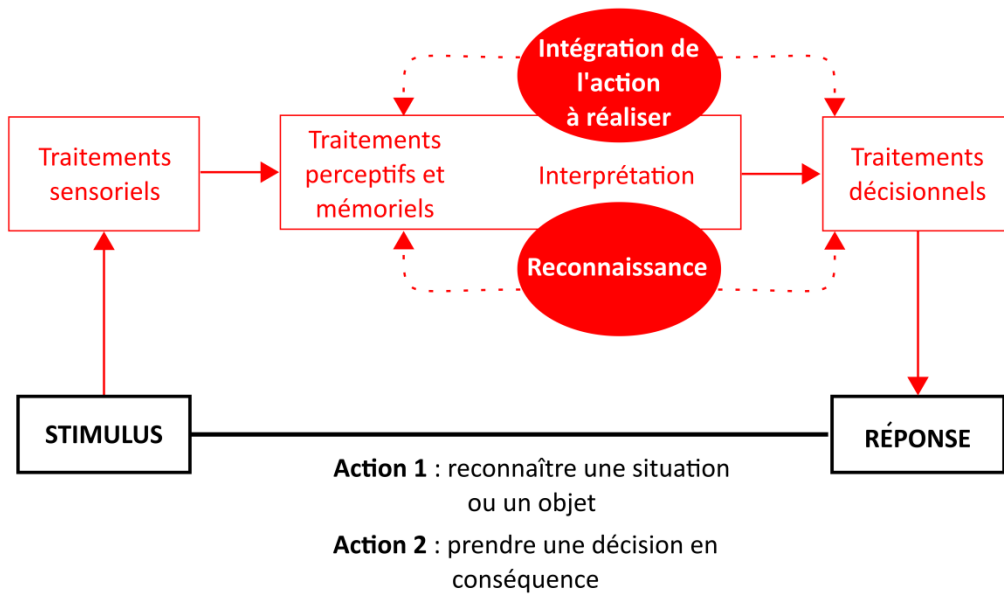 Intégration de
l'action
à réaliser
Traitements
sensoriels
Traitements
perceptifs et
mémoriels
Interprétation
Traitements
décisionnels
Reconnaissance
STIMULUS
RÉPONSE
Action 1 : reconnaître une situation
ou un objet
Action 2 : prendre une décision en
conséquence